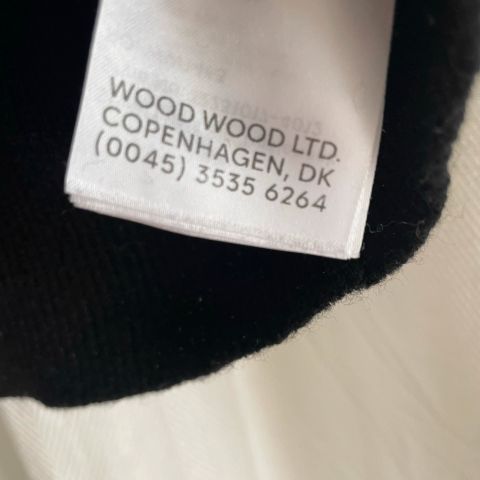 WOOD WOOD LTD.
COPENHAGEN, DK
(0045) 3535 6264